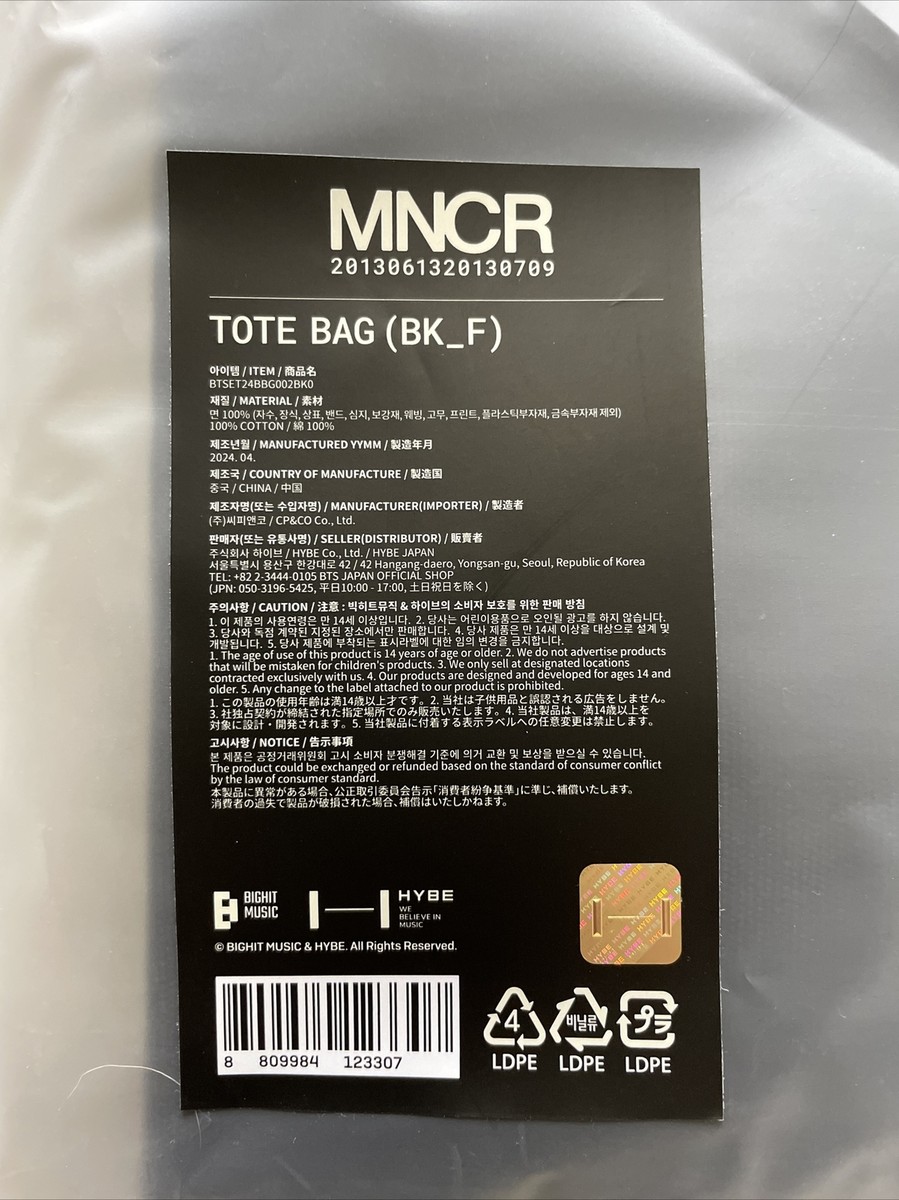 MNCR
2013061320130709
TOTE BAG (BK_F)
아이템 / ITEM / 商品名
BTSET24BBG002BK0
재질 / MATERIAL / 素材
면 100% (자수, 장식, 상표, 밴드, 심지, 보강재, 웨빙, 고무, 프린트, 플라스틱부자재, 금속부자재 제외)
100% COTTON / 綿 100%
제조년월 / MANUFACTURED YYMM / 製造年月
2024. 04.
제조국 / COUNTRY OF MANUFACTURE / 製造国
중국 / CHINA / 中国
제조자명(또는 수입자명) / MANUFACTURER(IMPORTER) / 製造者
(주)씨피앤코 / CP&CO Co., Ltd.
판매자(또는 유통사명) / SELLER(DISTRIBUTOR) / 販賣者
주식회사 하이브 / HYBE Co., Ltd. / HYBE JAPAN
서울특별시 용산구 한강대로 42 / 42 Hangang-daero, Yongsan-gu, Seoul, Republic of Korea
TEL: +82 2-3444-0105 BTS JAPAN OFFICIAL SHOP
(JPN: 050-3196-5425, 平日10:00 - 17:00, 土日祝日を除く)
주의사항 / CAUTION / 注意 : 빅히트뮤직 & 하이브의 소비자 보호를 위한 판매 방침
1. 이 제품의 사용연령은 만 14세 이상입니다. 2. 당사는 어린이용품으로 오인될 광고를 하지 않습니다.
3. 당사와 독점 계약된 지정된 장소에서만 판매합니다. 4. 당사 제품은 만 14세 이상을 대상으로 설계 및
개발됩니다. 5. 당사 제품에 부착되는 표시라벨에 대한 임의 변경을 금지합니다.
1. The age of use of this product is 14 years of age or older. 2. We do not advertise products
that will be mistaken for children's products. 3. We only sell at designated locations
contracted exclusively with us. 4. Our products are designed and developed for ages 14 and
older. 5. Any change to the label attached to our product is prohibited.
1. この製品の使用年齢は満14歳以上才です。2. 当社は子供用品と誤認される広告をしません。
3. 社独占契約が締結された指定場所でのみ販売いたします。4. 当社製品は、満14歳以上を
対象に設計・開発されます。5. 当社製品に付着する表示ラベルへの任意変更は禁止します。
고시사항 / NOTICE / 告示事項
본 제품은 공정거래위원회 고시 소비자 분쟁해결 기준에 의거 교환 및 보상을 받으실 수 있습니다.
The product could be exchanged or refunded based on the standard of consumer conflict
by the law of consumer standard.
本製品に異常がある場合、公正取引委員会告示「消費者紛争基準」に準じ、補償いたします。
消費者の過失で製品が破損された場合、補償はいたしかねます。
BIGHIT
MUSIC
HYBE
WE
BELIEVE IN
MUSIC
© BIGHIT MUSIC & HYBE. All Rights Reserved.
8 809984 123307
4
LDPE
비닐류
LDPE
プラ
LDPE